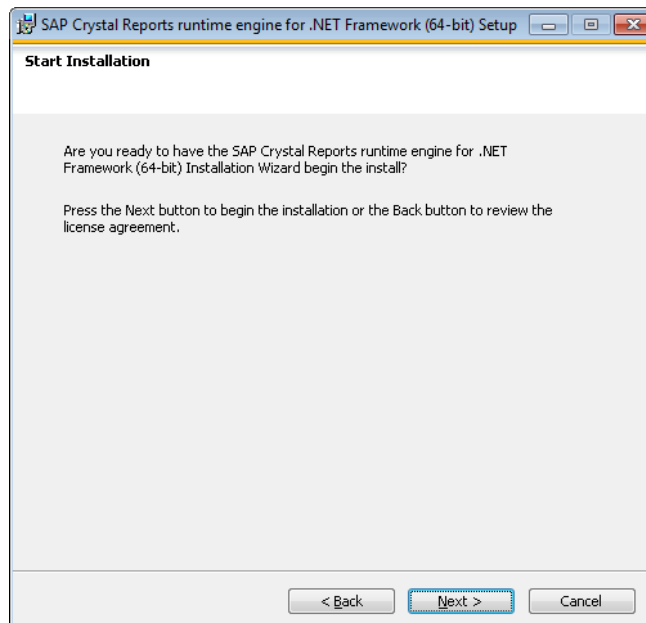 SAP Crystal Reports runtime engine for .NET Framework (64-bit) Setup
Start Installation
Are you ready to have the SAP Crystal Reports runtime engine for .NET
Framework (64-bit) Installation Wizard begin the install?
Press the Next button to begin the installation or the Back button to review the
license agreement.
< Back Next > Cancel